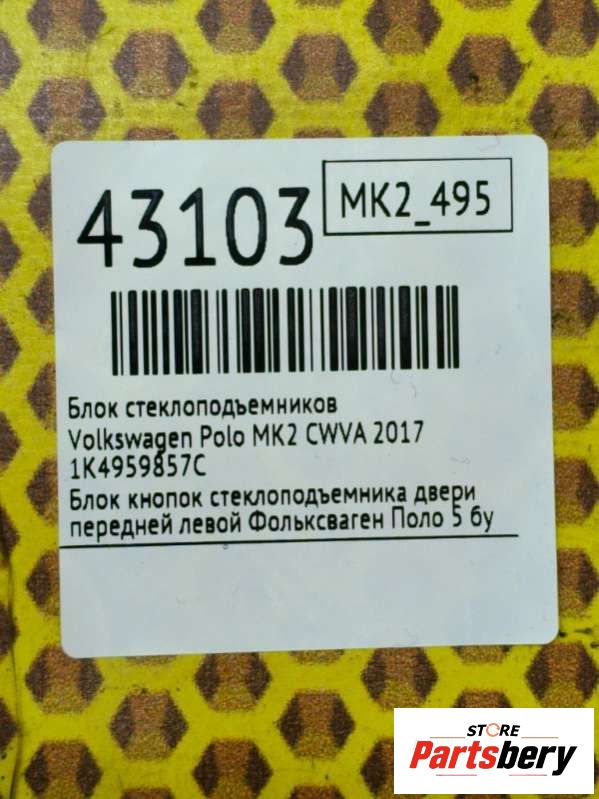 43103
MK2_495
Блок стеклоподъемников
Volkswagen Polo MK2 CWVA 2017
1K4959857C
Блок кнопок стеклоподъемника двери
передней левой Фольксваген Поло 5 бу
STORE
Partsbery